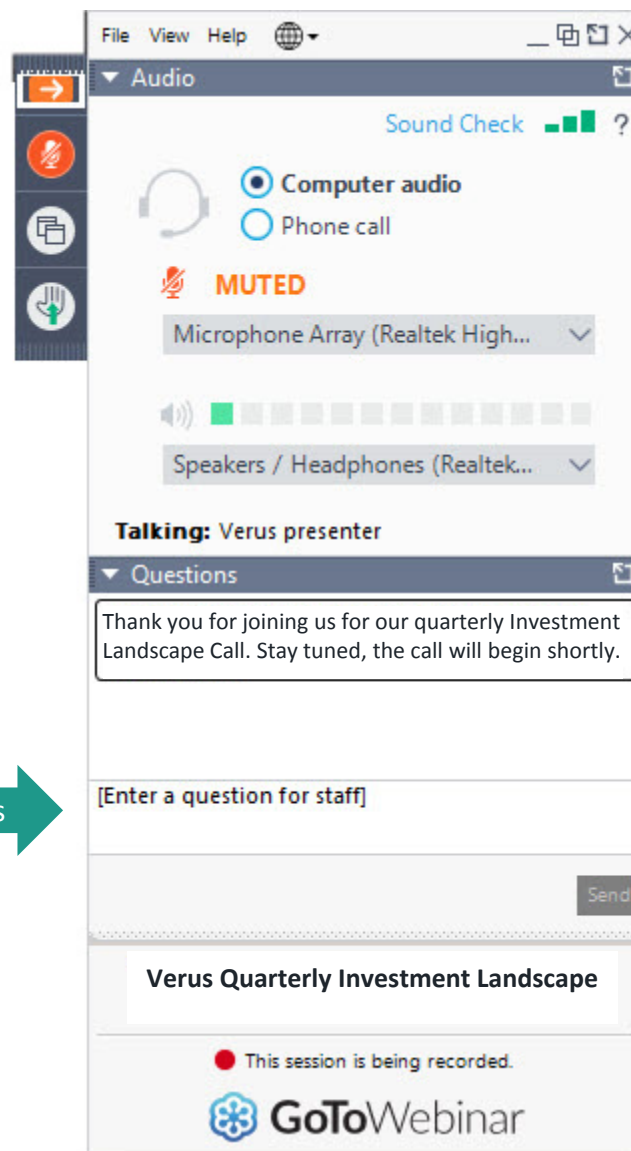 File View Help
Audio
Sound Check ?
Computer audio
Phone call
MUTED
Microphone Array (Realtek High...
Speakers / Headphones (Realtek...
Talking: Verus presenter
Questions
Thank you for joining us for our quarterly Investment
Landscape Call. Stay tuned, the call will begin shortly.
[Enter a question for staff]
Send
Verus Quarterly Investment Landscape
This session is being recorded.
GoToWebinar